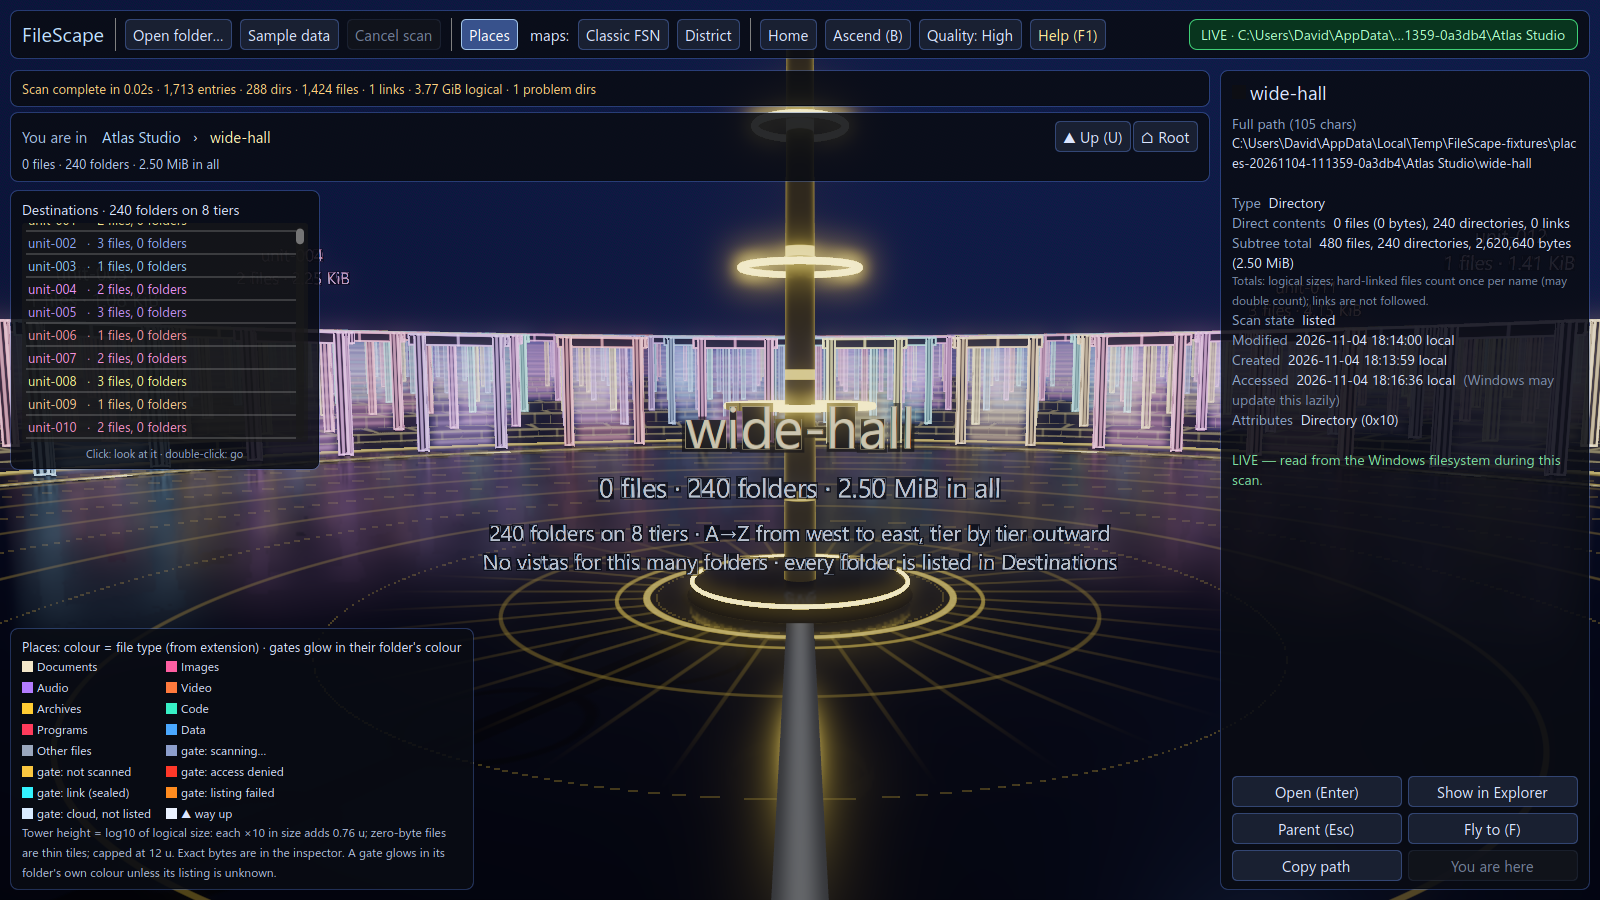 FileScape Open folder... Sample data Cancel scan Places maps: Classic FSN District Home Ascend (B) Quality: High Help (F1) LIVE · C:\Users\David\AppData\...1359-0a3db4\Atlas Studio
Scan complete in 0.02s · 1,713 entries · 288 dirs · 1,424 files · 1 links · 3.77 GiB logical · 1 problem dirs
You are in Atlas Studio › wide-hall
0 files · 240 folders · 2.50 MiB in all
▲ Up (U) ⌂ Root
Destinations · 240 folders on 8 tiers
unit-001 · 2 files, 0 folders
unit-002 · 3 files, 0 folders
unit-003 · 1 files, 0 folders
unit-004 · 2 files, 0 folders
unit-005 · 3 files, 0 folders
unit-006 · 1 files, 0 folders
unit-007 · 2 files, 0 folders
unit-008 · 3 files, 0 folders
unit-009 · 1 files, 0 folders
unit-010 · 2 files, 0 folders
Click: look at it · double-click: go
wide-hall
0 files · 240 folders · 2.50 MiB in all
240 folders on 8 tiers · A→Z from west to east, tier by tier outward
No vistas for this many folders · every folder is listed in Destinations
Places: colour = file type (from extension) · gates glow in their folder's colour
Documents Images
Audio Video
Archives Code
Programs Data
Other files gate: scanning...
gate: not scanned gate: access denied
gate: link (sealed) gate: listing failed
gate: cloud, not listed ▲ way up
Tower height = log10 of logical size: each ×10 in size adds 0.76 u; zero-byte files
are thin tiles; capped at 12 u. Exact bytes are in the inspector. A gate glows in its
folder's own colour unless its listing is unknown.
wide-hall
Full path (105 chars)
C:\Users\David\AppData\Local\Temp\FileScape-fixtures\plac
es-20261104-111359-0a3db4\Atlas Studio\wide-hall
Type Directory
Direct contents 0 files (0 bytes), 240 directories, 0 links
Subtree total 480 files, 240 directories, 2,620,640 bytes
(2.50 MiB)
Totals: logical sizes; hard-linked files count once per name (may
double count); links are not followed.
Scan state listed
Modified 2026-11-04 18:14:00 local
Created 2026-11-04 18:13:59 local
Accessed 2026-11-04 18:16:36 local (Windows may
update this lazily)
Attributes Directory (0x10)
LIVE — read from the Windows filesystem during this
scan.
Open (Enter) Show in Explorer
Parent (Esc) Fly to (F)
Copy path You are here